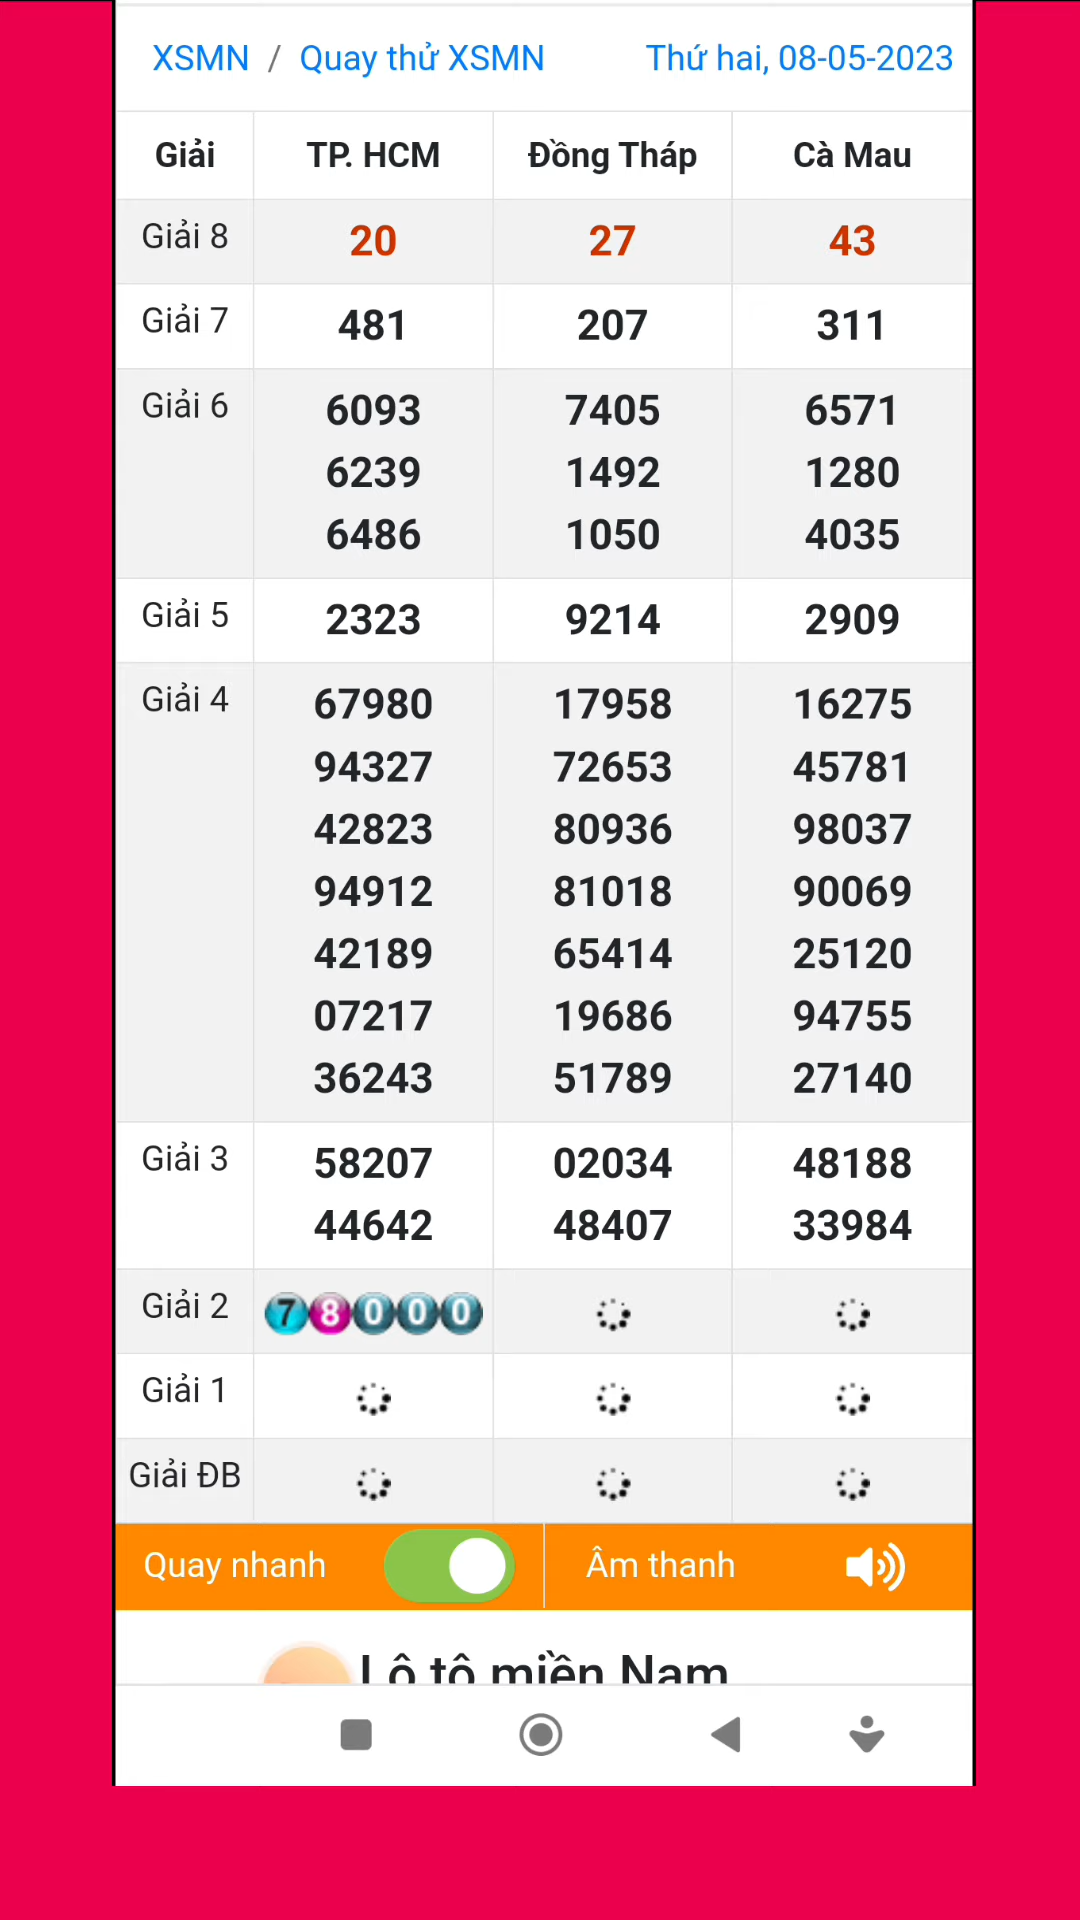 XSMN / Quay thử XSMN Thứ hai, 08-05-2023
Giải TP. HCM Đồng Tháp Cà Mau
Giải 8 20 27 43
Giải 7 481 207 311
Giải 6 6093 7405 6571
6239 1492 1280
6486 1050 4035
Giải 5 2323 9214 2909
Giải 4 67980 17958 16275
94327 72653 45781
42823 80936 98037
94912 81018 90069
42189 65414 25120
07217 19686 94755
36243 51789 27140
Giải 3 58207 02034 48188
44642 48407 33984
Giải 2 78000
Giải 1
Giải ĐB
Quay nhanh Âm thanh
Lô tô miền Nam